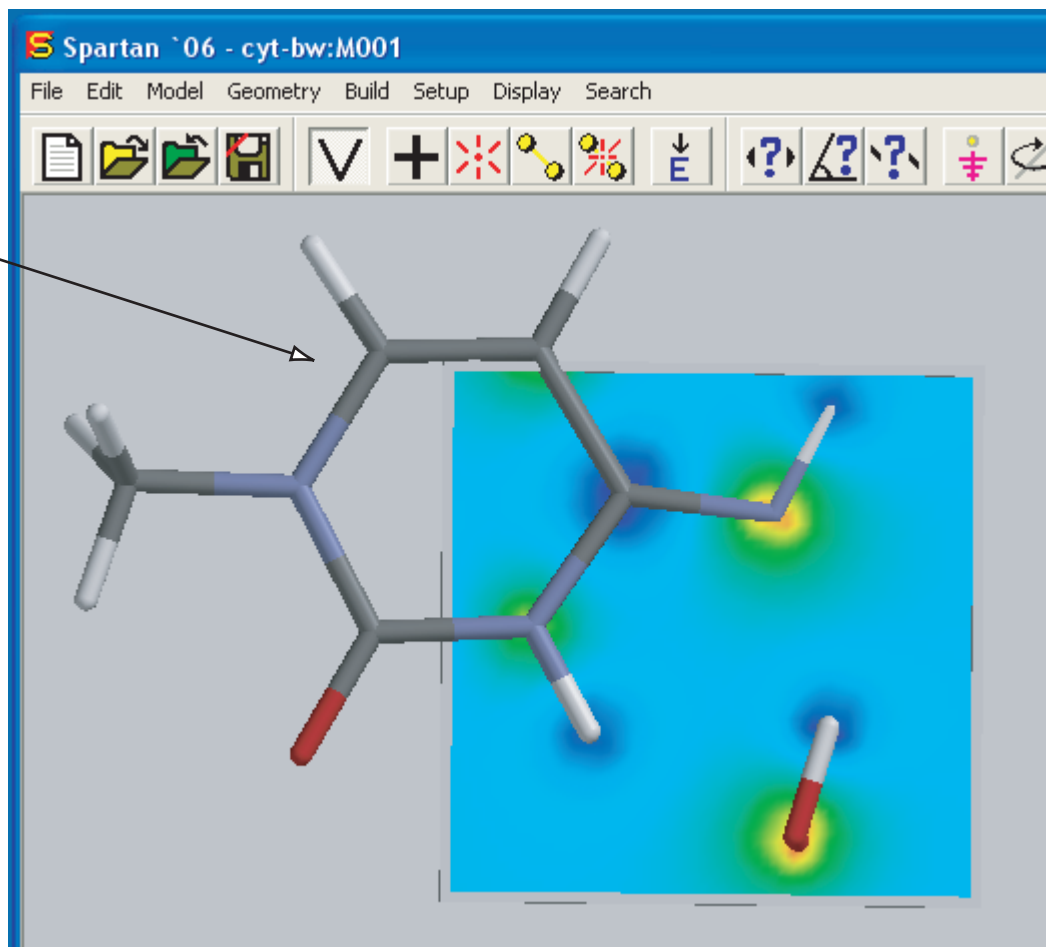 Spartan `06 - cyt-bw:M001
File Edit Model Geometry Build Setup Display Search
V E ? ? ?